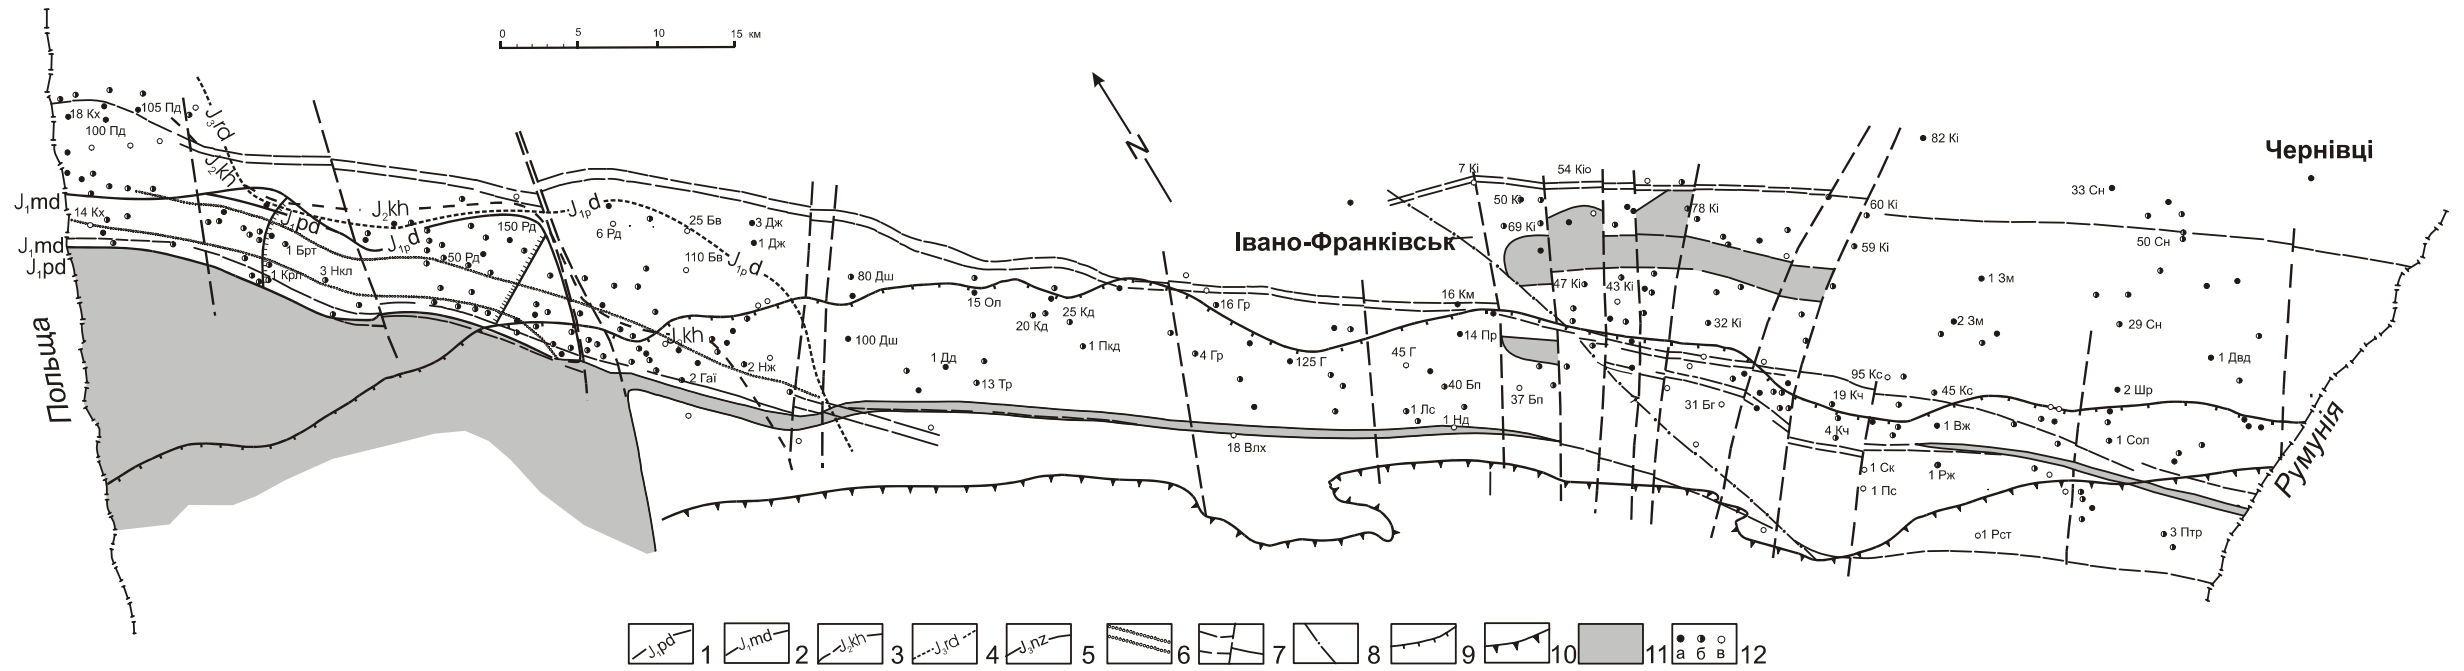 0 5 10 15 км
N
Польща
Румунія
Івано-Франківськ
Чернівці
J₁md
J₁md
J₁pd
J₃rd
J₂kh
J₁pd
J₂kh
J₁pd
J₁pd
J₁pd
J₂kh
18 Кх
100 Пд
105 Пд
14 Кх
1 Брт
1 Крл
3 Нкл
50 Рд
150 Рд
6 Рд
25 Бв
110 Бв
3 Дж
1 Дж
2 Гаї
2 Нж
80 Дш
100 Дш
15 Ол
20 Кд
25 Кд
1 Пкд
1 Дд
13 Тр
16 Гр
4 Гр
125 Г
45 Г
18 Влх
1 Лс
40 Бп
1 Нд
14 Пр
16 Км
37 Бп
7 Кі
54 Кі
50 Кі
69 Кі
78 Кі
47 Кі
43 Кі
32 Кі
31 Бг
82 Кі
60 Кі
59 Кі
95 Кс
45 Кс
19 Кч
4 Кч
1 Вж
1 Ск
1 Рж
1 Пс
1 Рст
1 Зм
2 Зм
33 Сн
50 Сн
29 Сн
1 Двд
2 Шр
1 Сол
3 Птр
J₁pd 1
J₁md 2
J₂kh 3
J₃rd 4
J₃nz 5
6
7
8
9
10
11
а б в 12